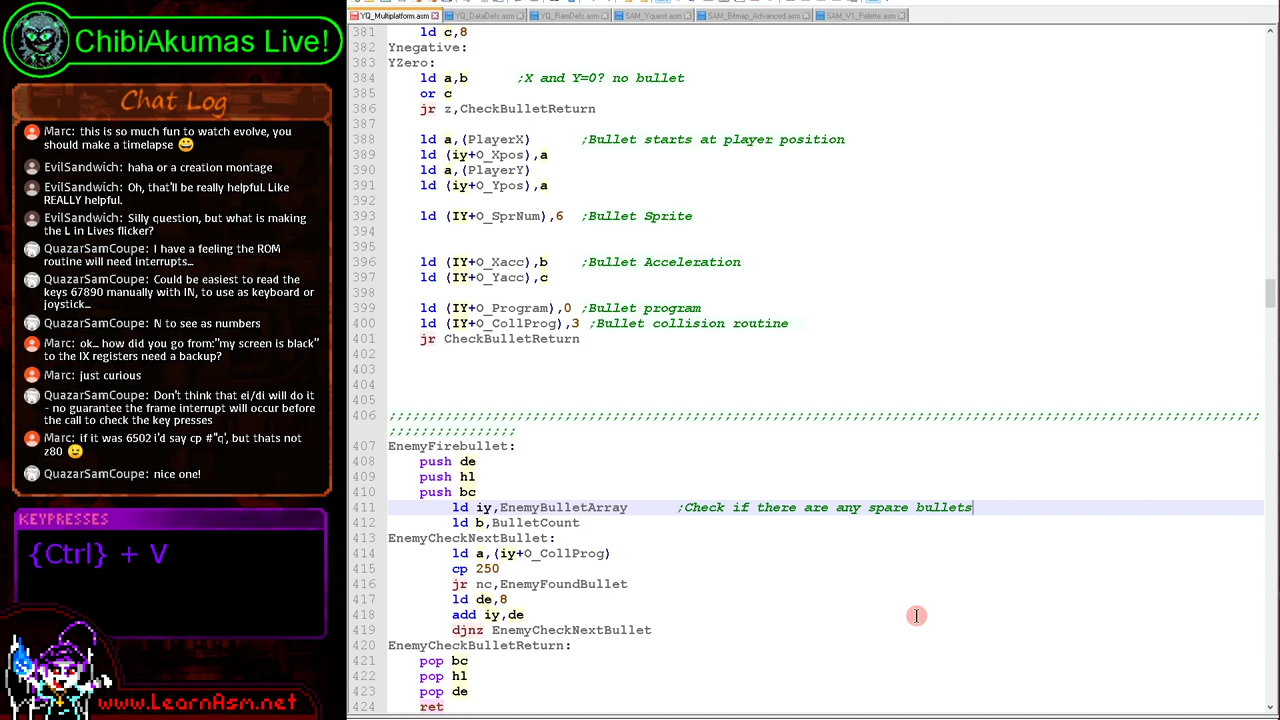 ChibiAkumas Live!
Chat Log
Marc: this is so much fun to watch evolve, you
should make a timelapse 😀
EvilSandwich: haha or a creation montage
EvilSandwich: Oh, that'll be really helpful. Like
REALLY helpful.
EvilSandwich: Silly question, but what is making
the L in Lives flicker?
QuazarSamCoupe: I have a feeling the ROM
routine will need interrupts...
QuazarSamCoupe: Could be easiest to read the
keys 67890 manually with IN, to use as keyboard or
joystick...
QuazarSamCoupe: N to see as numbers
Marc: ok... how did you go from:"my screen is black"
to the IX registers need a backup?
Marc: just curious
QuazarSamCoupe: Don't think that ei/di will do it
- no guarantee the frame interrupt will occur before
the call to check the key presses
Marc: if it was 6502 i'd say cp #"q', but thats not
z80 😉
QuazarSamCoupe: nice one!
KEYPRESSES
{Ctrl} + V
www.LearnAsm.net
YQ_Multiplatform.asm YQ_DataDefs.asm YQ_RamDefs.asm SAM_Yquest.asm SAM_Bitmap_Advanced.asm SAM_V1_Palette.asm
381 ld c,8
382 Ynegative:
383 YZero:
384 ld a,b ;X and Y=0? no bullet
385 or c
386 jr z,CheckBulletReturn
387
388 ld a,(PlayerX) ;Bullet starts at player position
389 ld (iy+O_Xpos),a
390 ld a,(PlayerY)
391 ld (iy+O_Ypos),a
393 ld (IY+O_SprNum),6 ;Bullet Sprite
394
395
396 ld (IY+O_Xacc),b ;Bullet Acceleration
397 ld (IY+O_Yacc),c
398
399 ld (IY+O_Program),0 ;Bullet program
400 ld (IY+O_CollProg),3 ;Bullet collision routine
401 jr CheckBulletReturn
402
403
404
405
406 ;;;;;;;;;;;;;;;;;;;;;;;;;;;;;;;;;;;;;;;;;;;;;;;;;;;;;;;;;;;;;;;;;;;;;;;;;;;;;;;;;;;;;;;;;;;;;;;;;;;;;;;;;;;;;
;;;;;;;;;;;;;;;;
407 EnemyFirebullet:
408 push de
409 push hl
410 push bc
411 ld iy,EnemyBulletArray ;Check if there are any spare bullets
412 ld b,BulletCount
413 EnemyCheckNextBullet:
414 ld a,(iy+O_CollProg)
415 cp 250
416 jr nc,EnemyFoundBullet
417 ld de,8
418 add iy,de
419 djnz EnemyCheckNextBullet
420 EnemyCheckBulletReturn:
421 pop bc
422 pop hl
423 pop de
424 ret